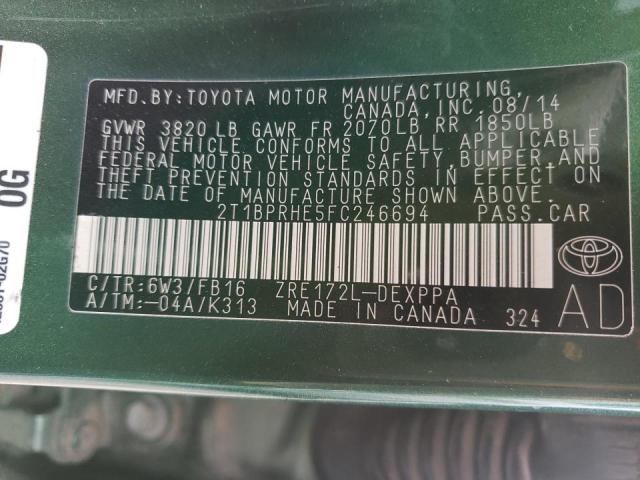 MFD.BY:TOYOTA MOTOR MANUFACTURING,
CANADA,INC. 08/14
GVWR 3820 LB GAWR FR 2070LB RR 1850LB
THIS VEHICLE CONFORMS TO ALL APPLICABLE
FEDERAL MOTOR VEHICLE SAFETY,BUMPER,AND
THEFT PREVENTION STANDARDS IN EFFECT ON
THE DATE OF MANUFACTURE SHOWN ABOVE.
2T1BPRHE5FC246694 PASS.CAR
C/TR:6W3/FB16 ZRE172L-DEXPPA
A/TM:-04A/K313 MADE IN CANADA 324
TOYOTA
AD
0G